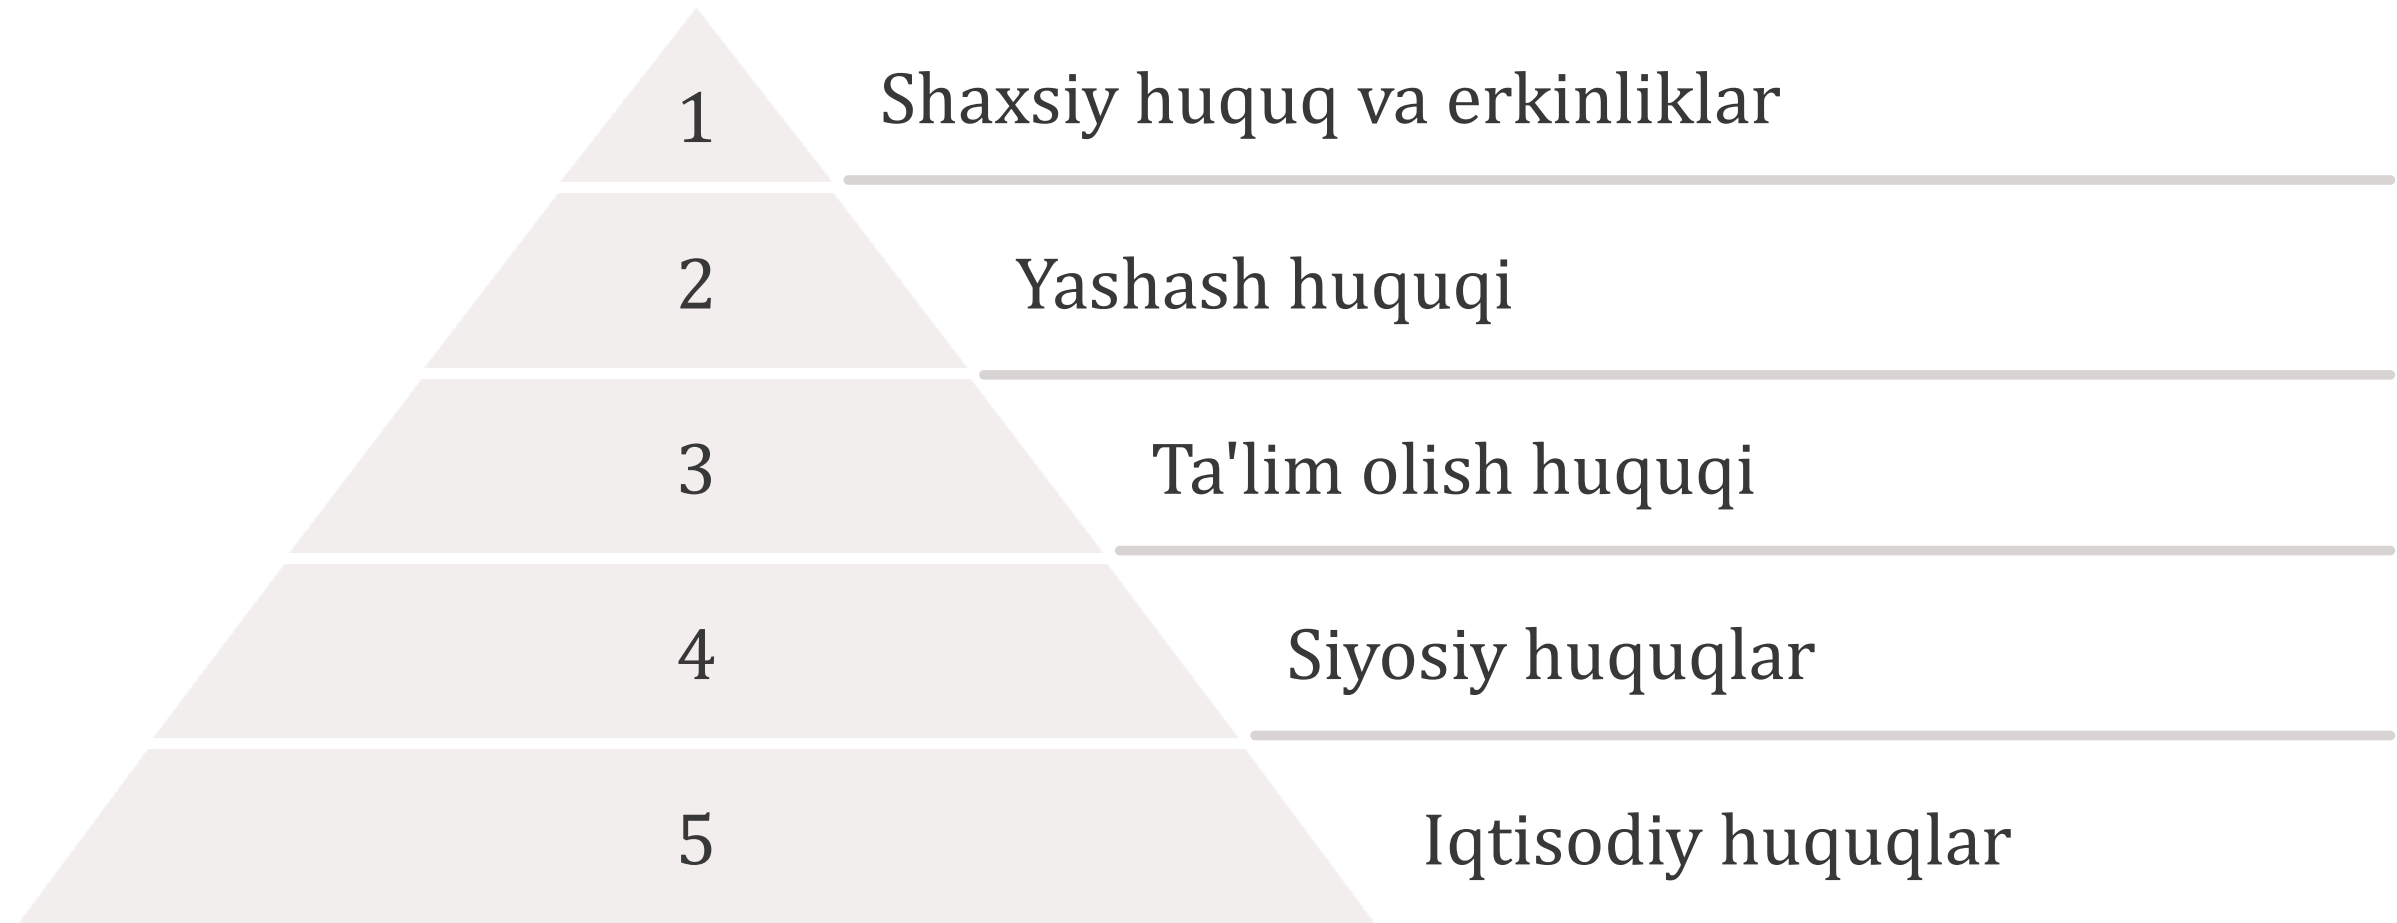 1 Shaxsiy huquq va erkinliklar
2 Yashash huquqi
3 Ta'lim olish huquqi
4 Siyosiy huquqlar
5 Iqtisodiy huquqlar